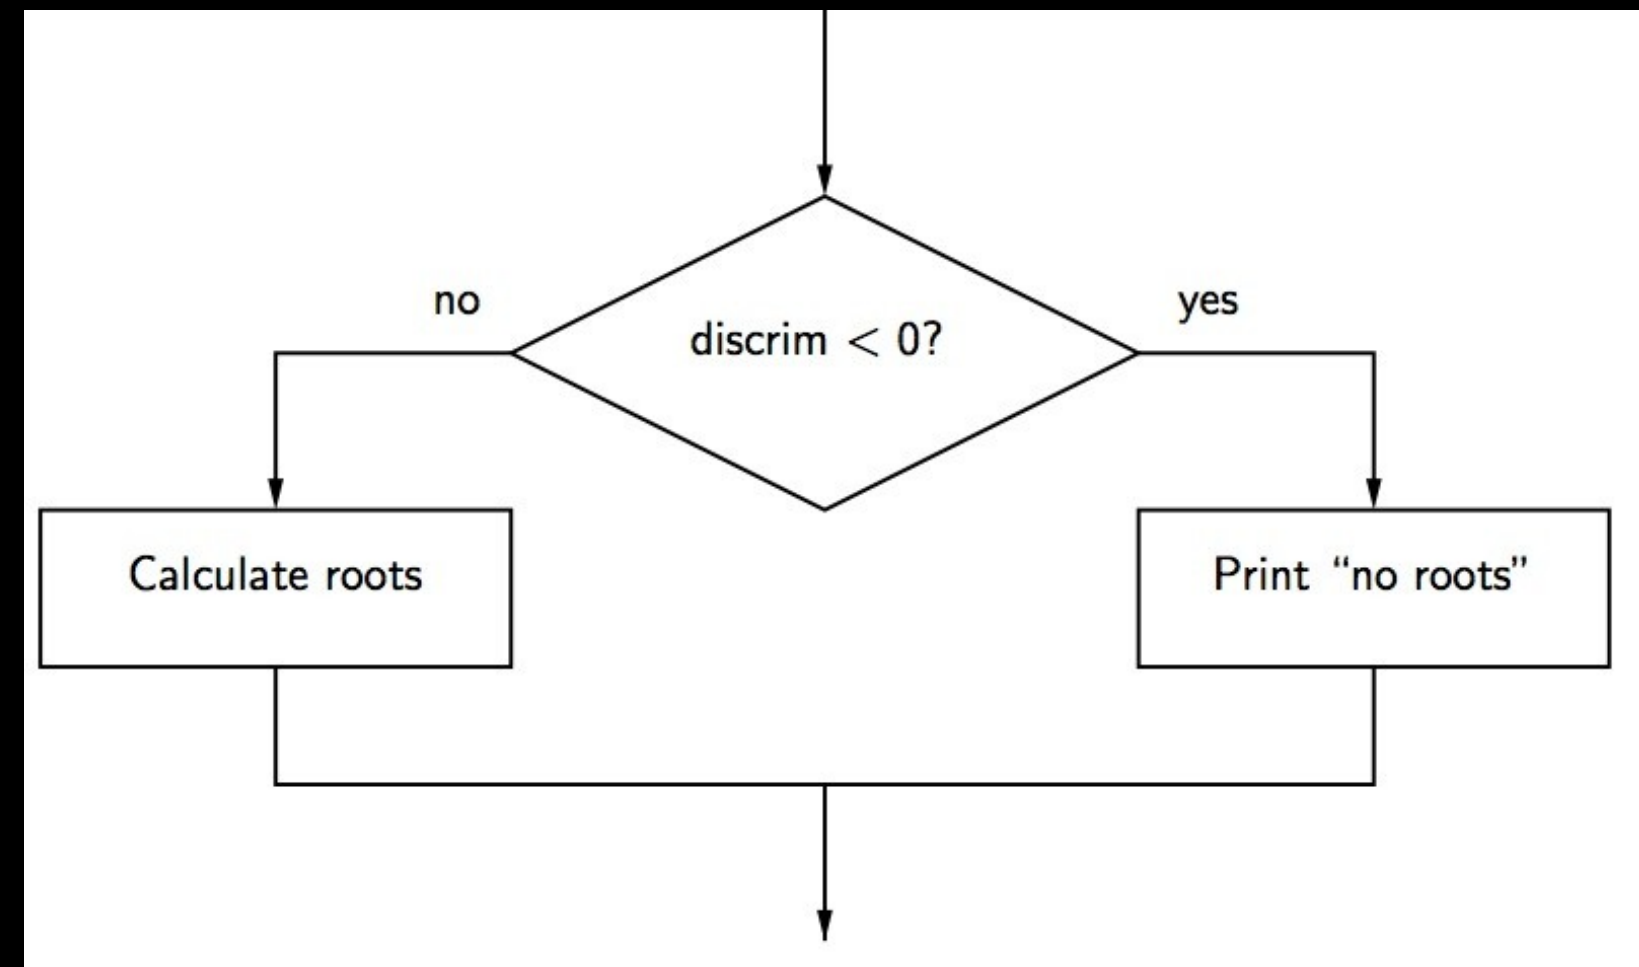 no
yes
discrim < 0?
Calculate roots
Print “no roots”